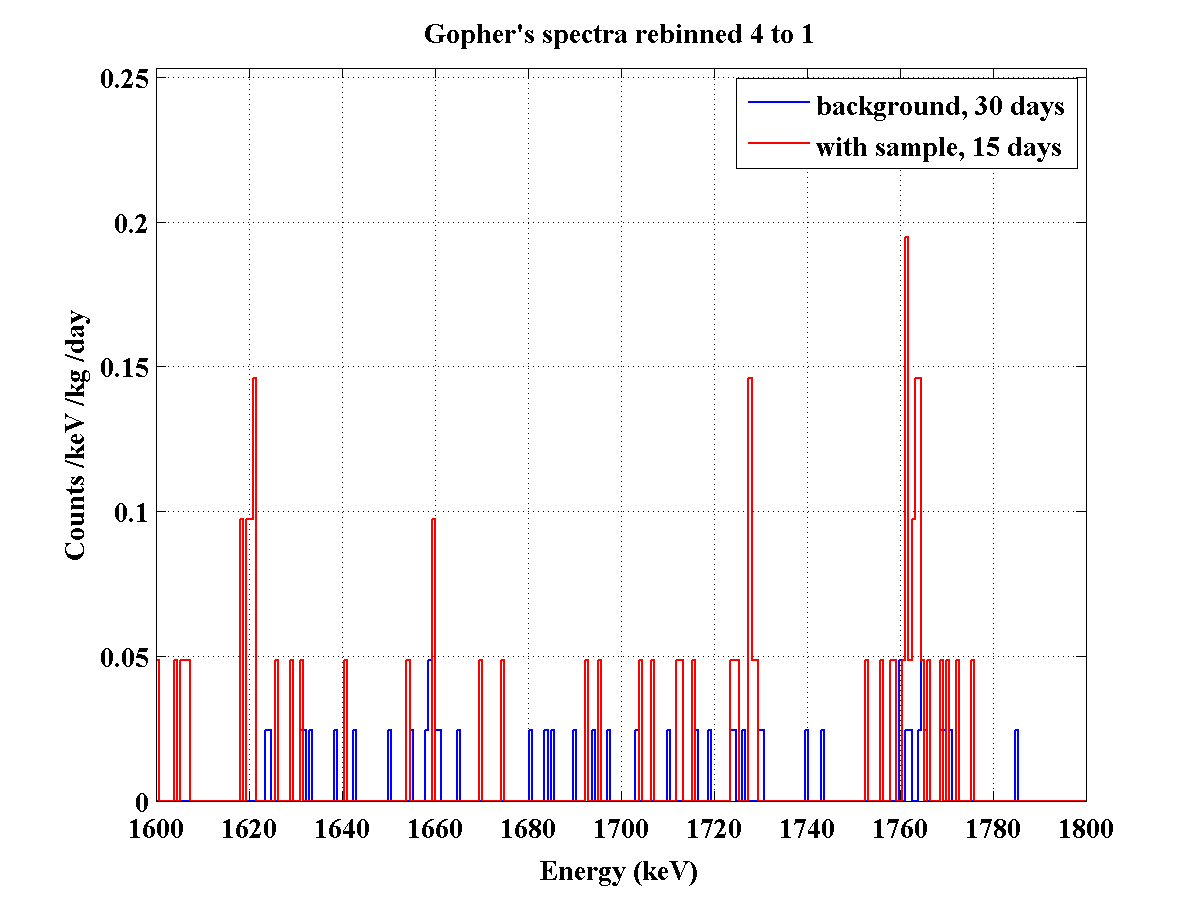 Gopher's spectra rebinned 4 to 1
background, 30 days
with sample, 15 days
Counts /keV /kg /day
0.25
0.2
0.15
0.1
0.05
0
1600 1620 1640 1660 1680 1700 1720 1740 1760 1780 1800
Energy (keV)